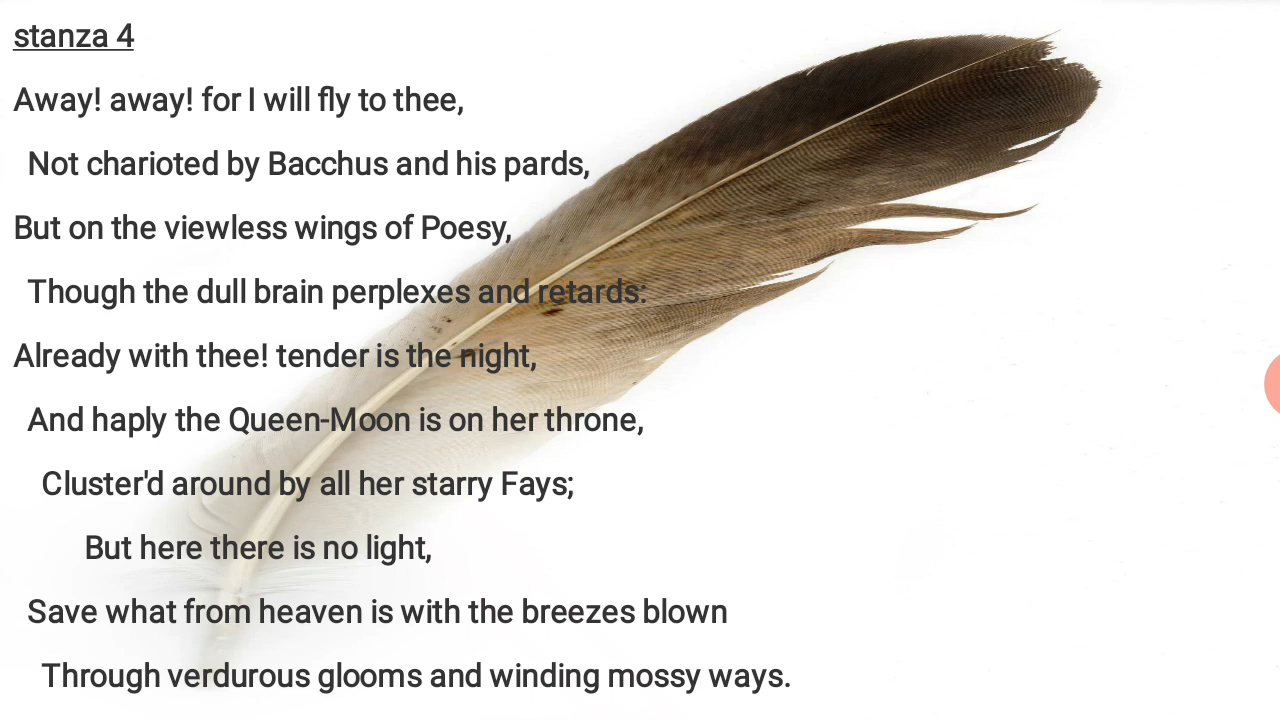 stanza 4
Away! away! for I will fly to thee,
Not charioted by Bacchus and his pards,
But on the viewless wings of Poesy,
Though the dull brain perplexes and retards:
Already with thee! tender is the night,
And haply the Queen-Moon is on her throne,
Cluster'd around by all her starry Fays;
But here there is no light,
Save what from heaven is with the breezes blown
Through verdurous glooms and winding mossy ways.